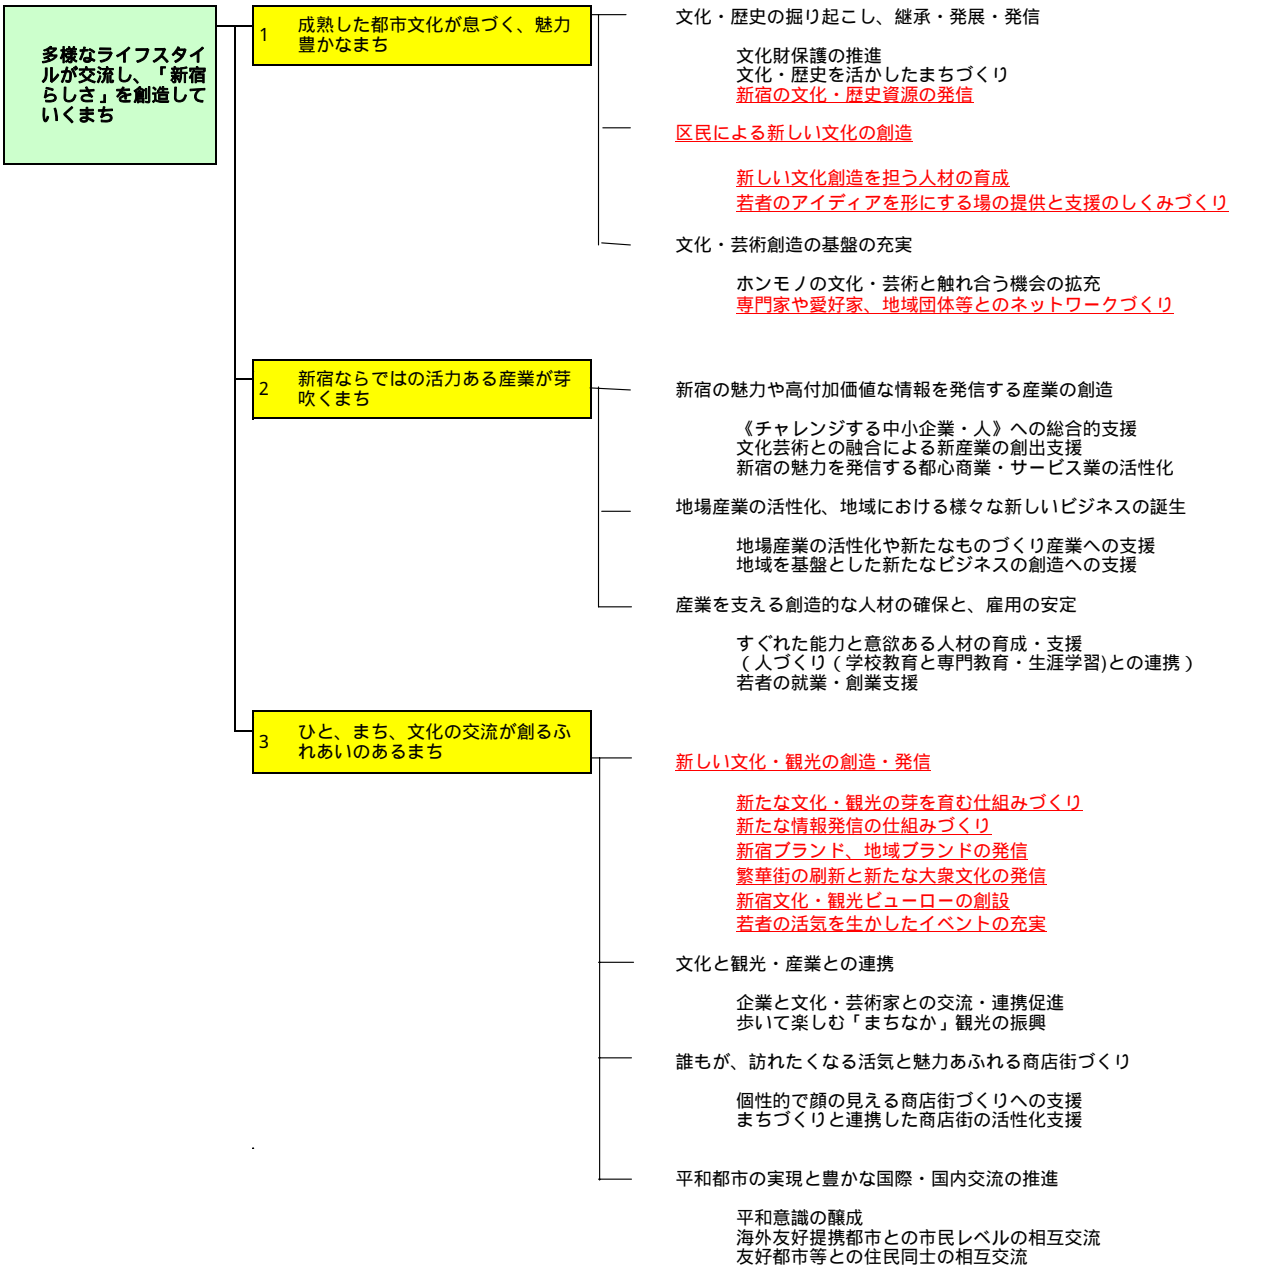 多様なライフスタイ
ルが交流し、「新宿
らしさ」を創造して
いくまち
1
成熟した都市文化が息づく、魅力
豊かなまち
文化・歴史の掘り起こし、継承・発展・発信
文化財保護の推進
文化・歴史を活かしたまちづくり
新宿の文化・歴史資源の発信
区民による新しい文化の創造
新しい文化創造を担う人材の育成
若者のアイディアを形にする場の提供と支援のしくみづくり
文化・芸術創造の基盤の充実
ホンモノの文化・芸術と触れ合う機会の拡充
専門家や愛好家、地域団体等とのネットワークづくり
2
新宿ならではの活力ある産業が芽
吹くまち
新宿の魅力や高付加価値な情報を発信する産業の創造
《チャレンジする中小企業・人》への総合的支援
文化芸術との融合による新産業の創出支援
新宿の魅力を発信する都心商業・サービス業の活性化
地場産業の活性化、地域における様々な新しいビジネスの誕生
地場産業の活性化や新たなものづくり産業への支援
地域を基盤とした新たなビジネスの創造への支援
産業を支える創造的な人材の確保と、雇用の安定
すぐれた能力と意欲ある人材の育成・支援
（人づくり（学校教育と専門教育・生涯学習)との連携）
若者の就業・創業支援
3
ひと、まち、文化の交流が創るふ
れあいのあるまち
新しい文化・観光の創造・発信
新たな文化・観光の芽を育む仕組みづくり
新たな情報発信の仕組みづくり
新宿ブランド、地域ブランドの発信
繁華街の刷新と新たな大衆文化の発信
新宿文化・観光ビューローの創設
若者の活気を生かしたイベントの充実
文化と観光・産業との連携
企業と文化・芸術家との交流・連携促進
歩いて楽しむ「まちなか」観光の振興
誰もが、訪れたくなる活気と魅力あふれる商店街づくり
個性的で顔の見える商店街づくりへの支援
まちづくりと連携した商店街の活性化支援
平和都市の実現と豊かな国際・国内交流の推進
平和意識の醸成
海外友好提携都市との市民レベルの相互交流
友好都市等との住民同士の相互交流